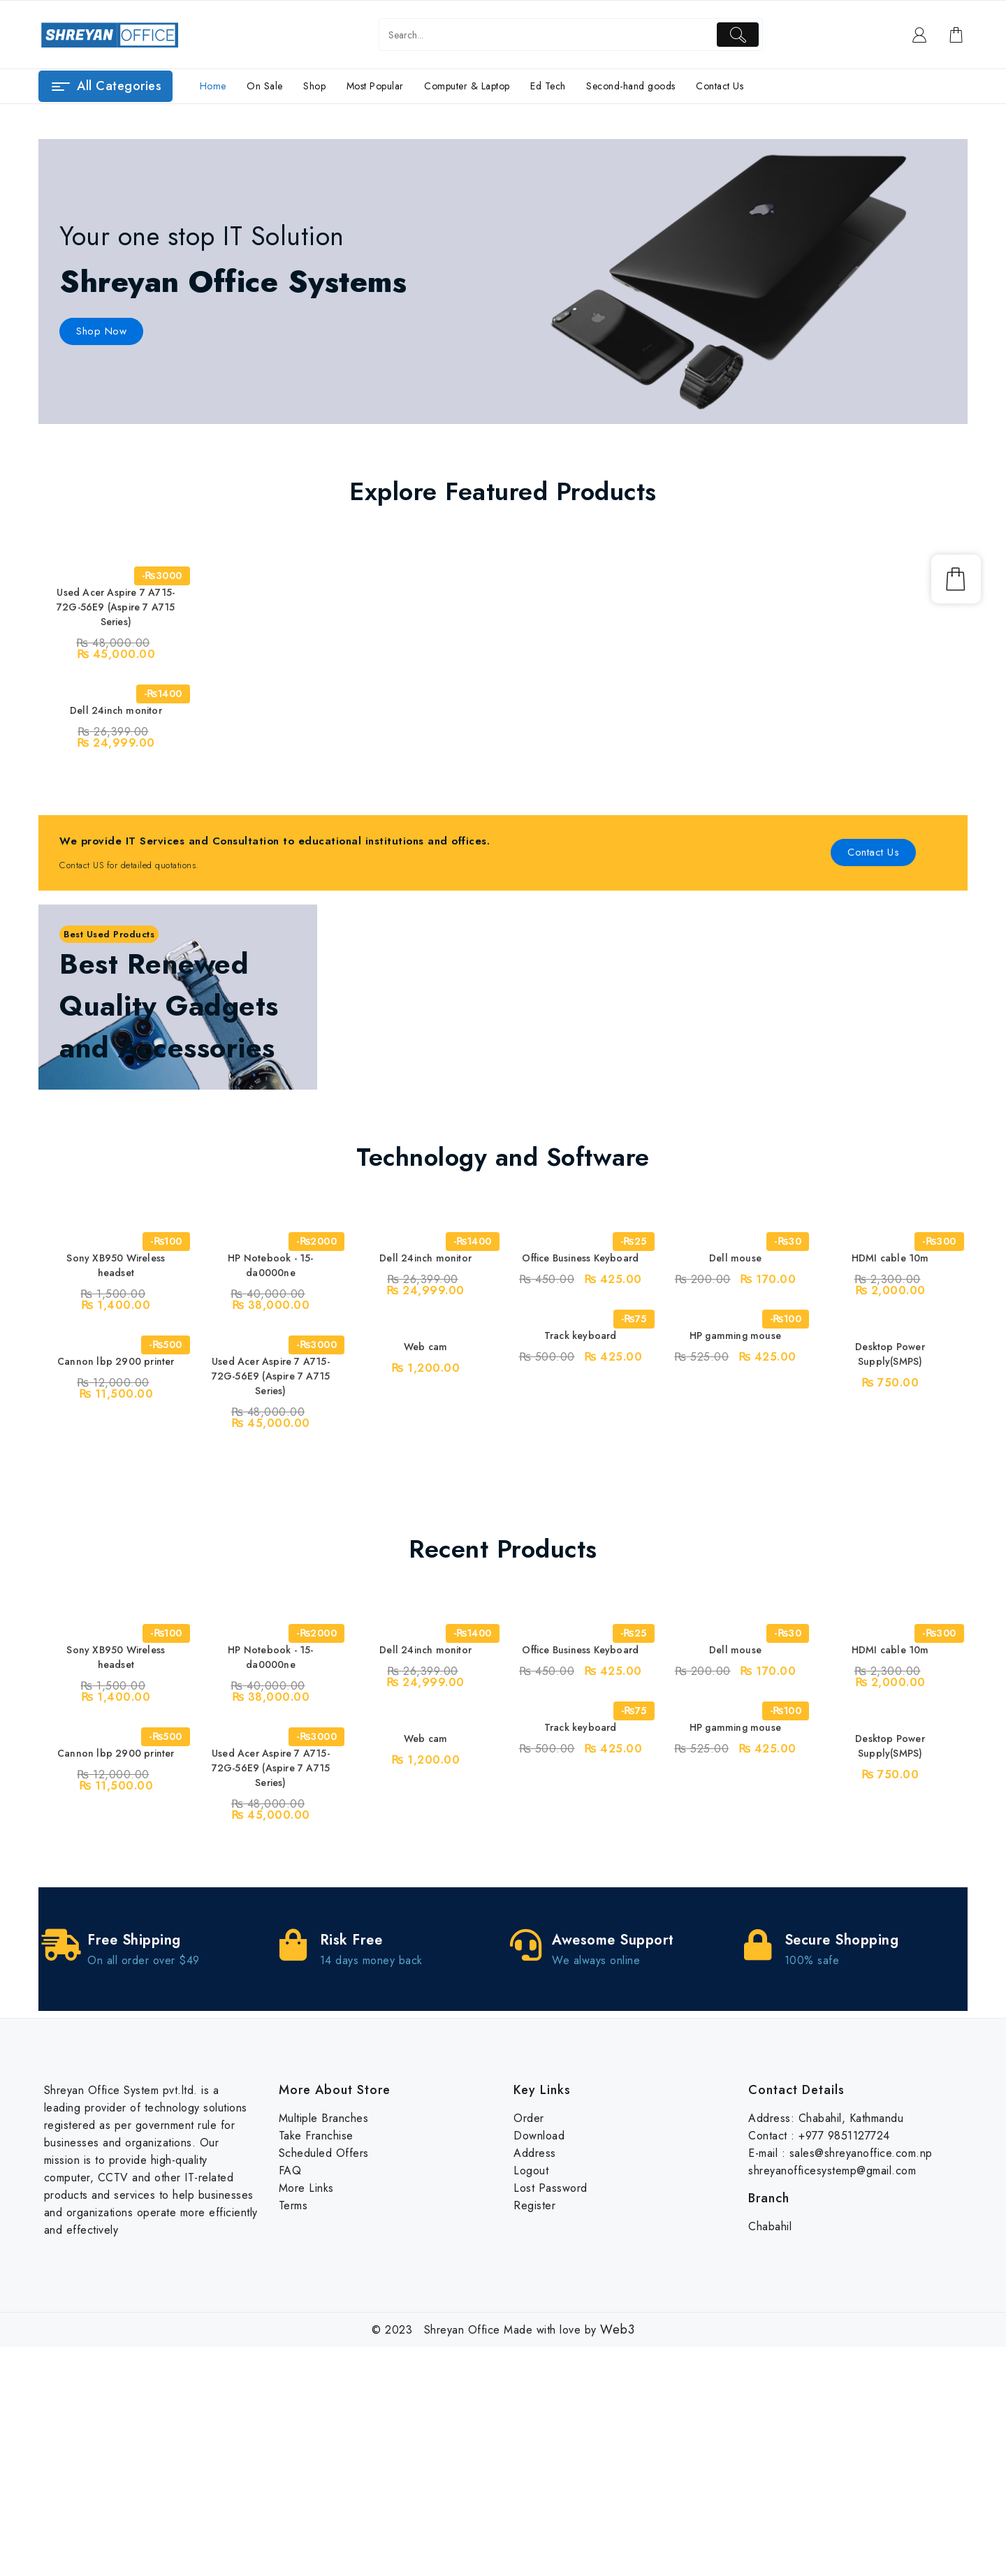 SHREYAN OFFICE
Search...
All Categories
Home
On Sale
Shop
Most Popular
Computer & Laptop
Ed Tech
Second-hand goods
Contact Us
Your one stop IT Solution
Shreyan Office Systems
Shop Now
Explore Featured Products
-₨3000
Used Acer Aspire 7 A715-
72G-56E9 (Aspire 7 A715
Series)
₨ 48,000.00
₨ 45,000.00
-₨1400
Dell 24inch monitor
₨ 26,399.00
₨ 24,999.00
We provide IT Services and Consultation to educational institutions and offices.
Contact US for detailed quotations.
Contact Us
Best Used Products
Best Renewed
Quality Gadgets
and Accessories
Technology and Software
-₨100
Sony XB950 Wireless
headset
₨ 1,500.00
₨ 1,400.00
-₨2000
HP Notebook - 15-
da0000ne
₨ 40,000.00
₨ 38,000.00
-₨1400
Dell 24inch monitor
₨ 26,399.00
₨ 24,999.00
-₨25
Office Business Keyboard
₨ 450.00 ₨ 425.00
-₨30
Dell mouse
₨ 200.00 ₨ 170.00
-₨300
HDMI cable 10m
₨ 2,300.00
₨ 2,000.00
-₨500
Cannon lbp 2900 printer
₨ 12,000.00
₨ 11,500.00
-₨3000
Used Acer Aspire 7 A715-
72G-56E9 (Aspire 7 A715
Series)
₨ 48,000.00
₨ 45,000.00
Web cam
₨ 1,200.00
-₨75
Track keyboard
₨ 500.00 ₨ 425.00
-₨100
HP gamming mouse
₨ 525.00 ₨ 425.00
Desktop Power
Supply(SMPS)
₨ 750.00
Recent Products
-₨100
Sony XB950 Wireless
headset
₨ 1,500.00
₨ 1,400.00
-₨2000
HP Notebook - 15-
da0000ne
₨ 40,000.00
₨ 38,000.00
-₨1400
Dell 24inch monitor
₨ 26,399.00
₨ 24,999.00
-₨25
Office Business Keyboard
₨ 450.00 ₨ 425.00
-₨30
Dell mouse
₨ 200.00 ₨ 170.00
-₨300
HDMI cable 10m
₨ 2,300.00
₨ 2,000.00
-₨500
Cannon lbp 2900 printer
₨ 12,000.00
₨ 11,500.00
-₨3000
Used Acer Aspire 7 A715-
72G-56E9 (Aspire 7 A715
Series)
₨ 48,000.00
₨ 45,000.00
Web cam
₨ 1,200.00
-₨75
Track keyboard
₨ 500.00 ₨ 425.00
-₨100
HP gamming mouse
₨ 525.00 ₨ 425.00
Desktop Power
Supply(SMPS)
₨ 750.00
Free Shipping
On all order over $49
Risk Free
14 days money back
Awesome Support
We always online
Secure Shopping
100% safe
Shreyan Office System pvt.ltd. is a
leading provider of technology solutions
registered as per government rule for
businesses and organizations. Our
mission is to provide high-quality
computer, CCTV and other IT-related
products and services to help businesses
and organizations operate more efficiently
and effectively
More About Store
Multiple Branches
Take Franchise
Scheduled Offers
FAQ
More Links
Terms
Key Links
Order
Download
Address
Logout
Lost Password
Register
Contact Details
Address: Chabahil, Kathmandu
Contact : +977 9851127724
E-mail : sales@shreyanoffice.com.np
shreyanofficesystemp@gmail.com
Branch
Chabahil
© 2023 Shreyan Office Made with love by Web3